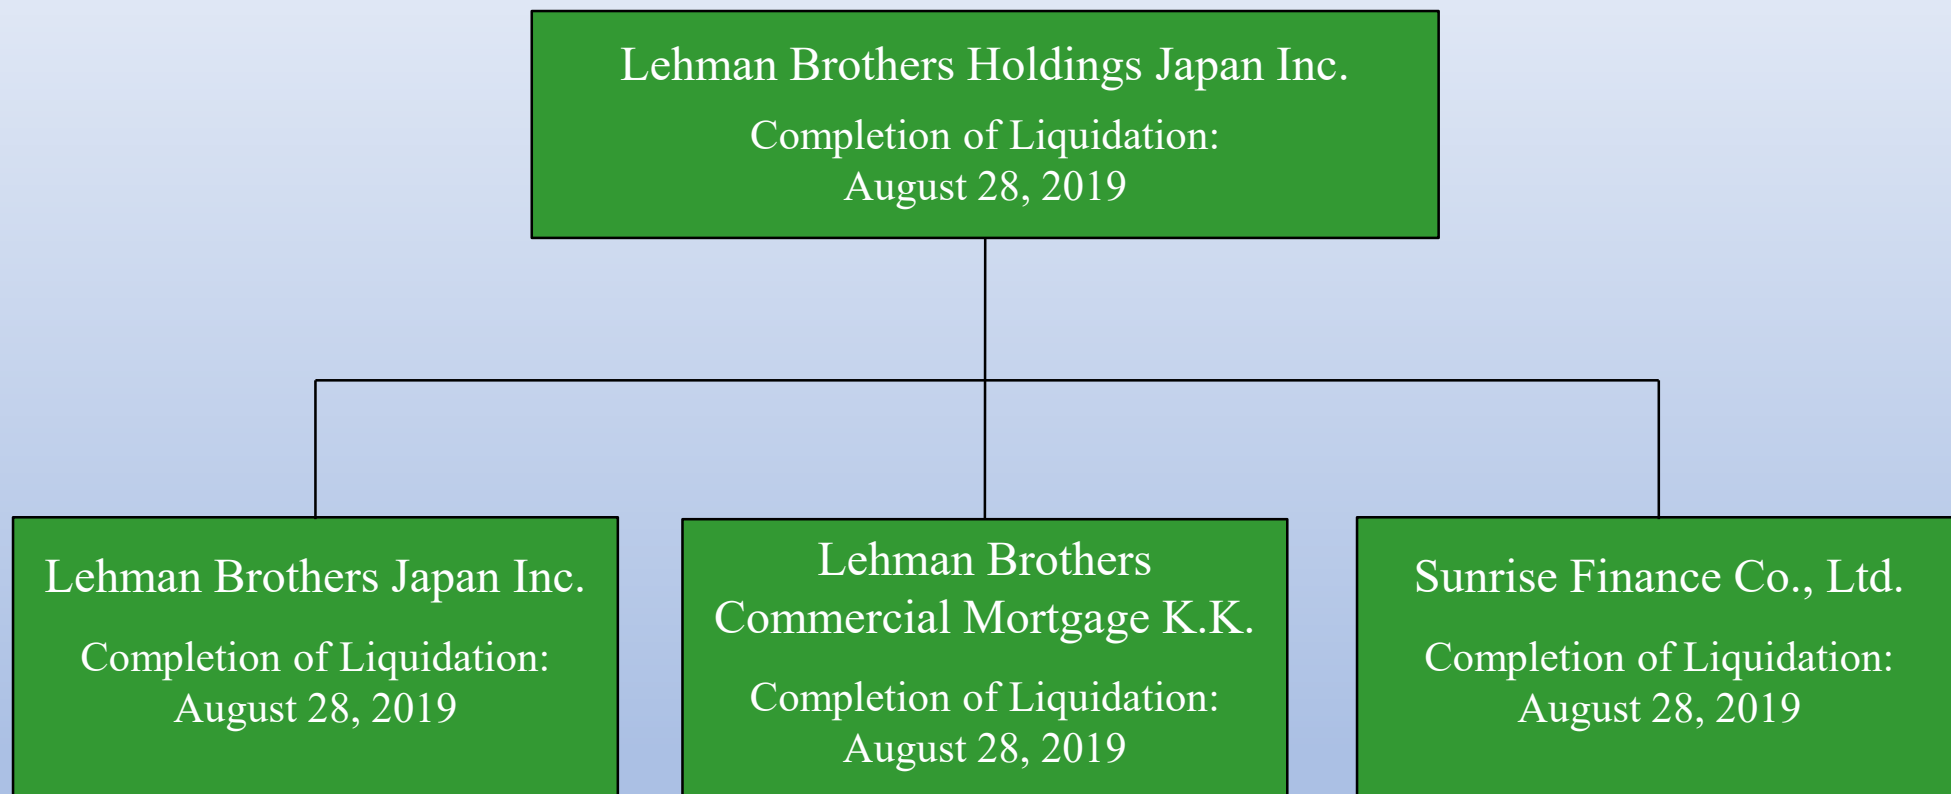 Lehman Brothers Holdings Japan Inc.
Completion of Liquidation:
August 28, 2019
Lehman Brothers Japan Inc.
Completion of Liquidation:
August 28, 2019
Lehman Brothers
Commercial Mortgage K.K.
Completion of Liquidation:
August 28, 2019
Sunrise Finance Co., Ltd.
Completion of Liquidation:
August 28, 2019